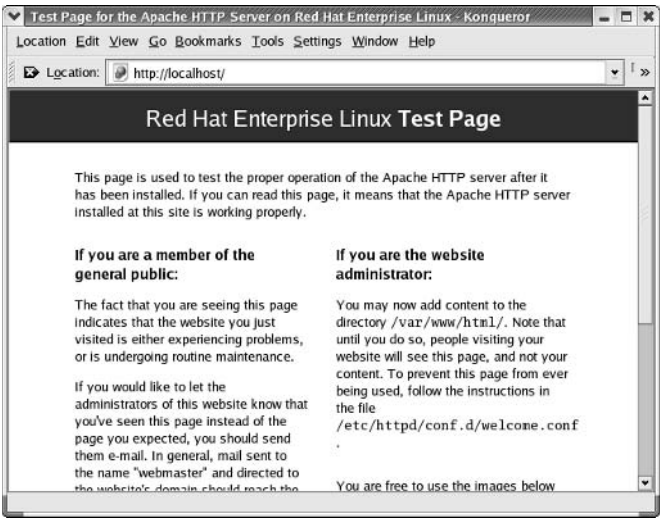 Test Page for the Apache HTTP Server on Red Hat Enterprise Linux - Konqueror
Location Edit View Go Bookmarks Tools Settings Window Help
Location: http://localhost/
Red Hat Enterprise Linux Test Page
This page is used to test the proper operation of the Apache HTTP server after it
has been installed. If you can read this page, it means that the Apache HTTP server
installed at this site is working properly.
If you are a member of the
general public:
The fact that you are seeing this page
indicates that the website you just
visited is either experiencing problems,
or is undergoing routine maintenance.
If you would like to let the
administrators of this website know that
you've seen this page instead of the
page you expected, you should send
them e-mail. In general, mail sent to
the name "webmaster" and directed to
the website's domain should reach the
If you are the website
administrator:
You may now add content to the
directory /var/www/html/. Note that
until you do so, people visiting your
website will see this page, and not your
content. To prevent this page from ever
being used, follow the instructions in
the file
/etc/httpd/conf.d/welcome.conf
.
You are free to use the images below